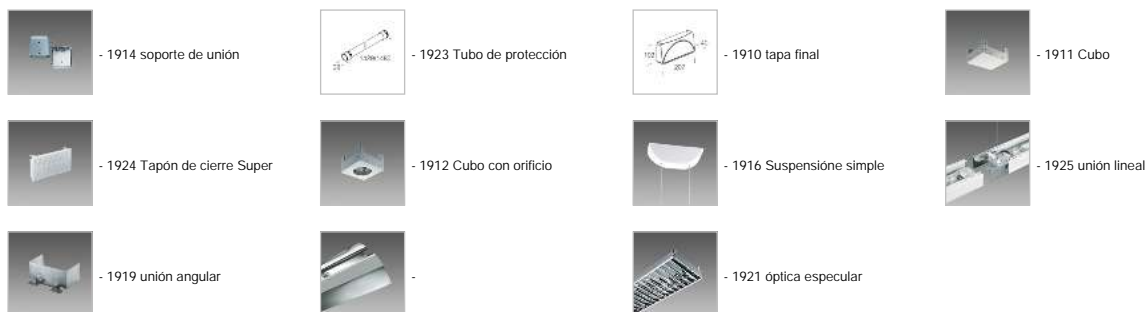 - 1914 soporte de unión
- 1923 Tubo de protección
- 1910 tapa final
- 1911 Cubo
- 1924 Tapón de cierre Super
- 1912 Cubo con orificio
- 1916 Suspensióne simple
- 1925 unión lineal
- 1919 unión angular
-
- 1921 óptica especular